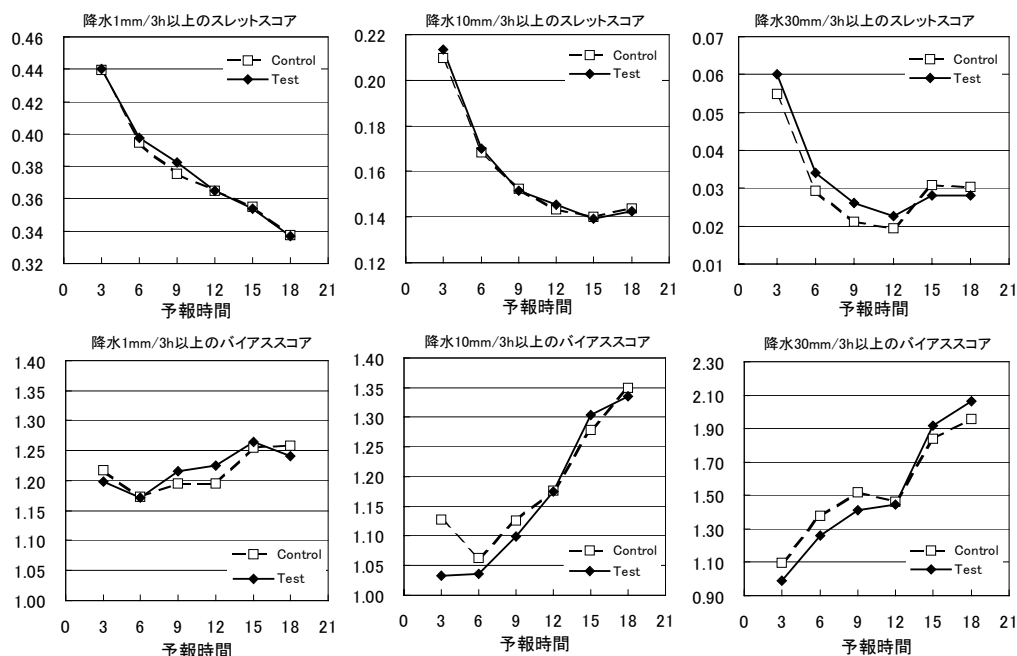 降水1mm/3h以上のスレットスコア
0.46
0.44
0.42
0.40
0.38
0.36
0.34
0.32
Control
Test
0 3 6 9 12 15 18 21
予報時間
降水10mm/3h以上のスレットスコア
0.22
0.20
0.18
0.16
0.14
0.12
Control
Test
0 3 6 9 12 15 18 21
予報時間
降水30mm/3h以上のスレットスコア
0.07
0.06
0.05
0.04
0.03
0.02
0.01
Control
Test
0 3 6 9 12 15 18 21
予報時間
降水1mm/3h以上のバイアススコア
1.40
1.35
1.30
1.25
1.20
1.15
1.10
1.05
1.00
Control
Test
0 3 6 9 12 15 18 21
予報時間
降水10mm/3h以上のバイアススコア
1.40
1.35
1.30
1.25
1.20
1.15
1.10
1.05
1.00
Control
Test
0 3 6 9 12 15 18 21
予報時間
降水30mm/3h以上のバイアススコア
2.30
2.10
1.90
1.70
1.50
1.30
1.10
0.90
Control
Test
0 3 6 9 12 15 18 21
予報時間